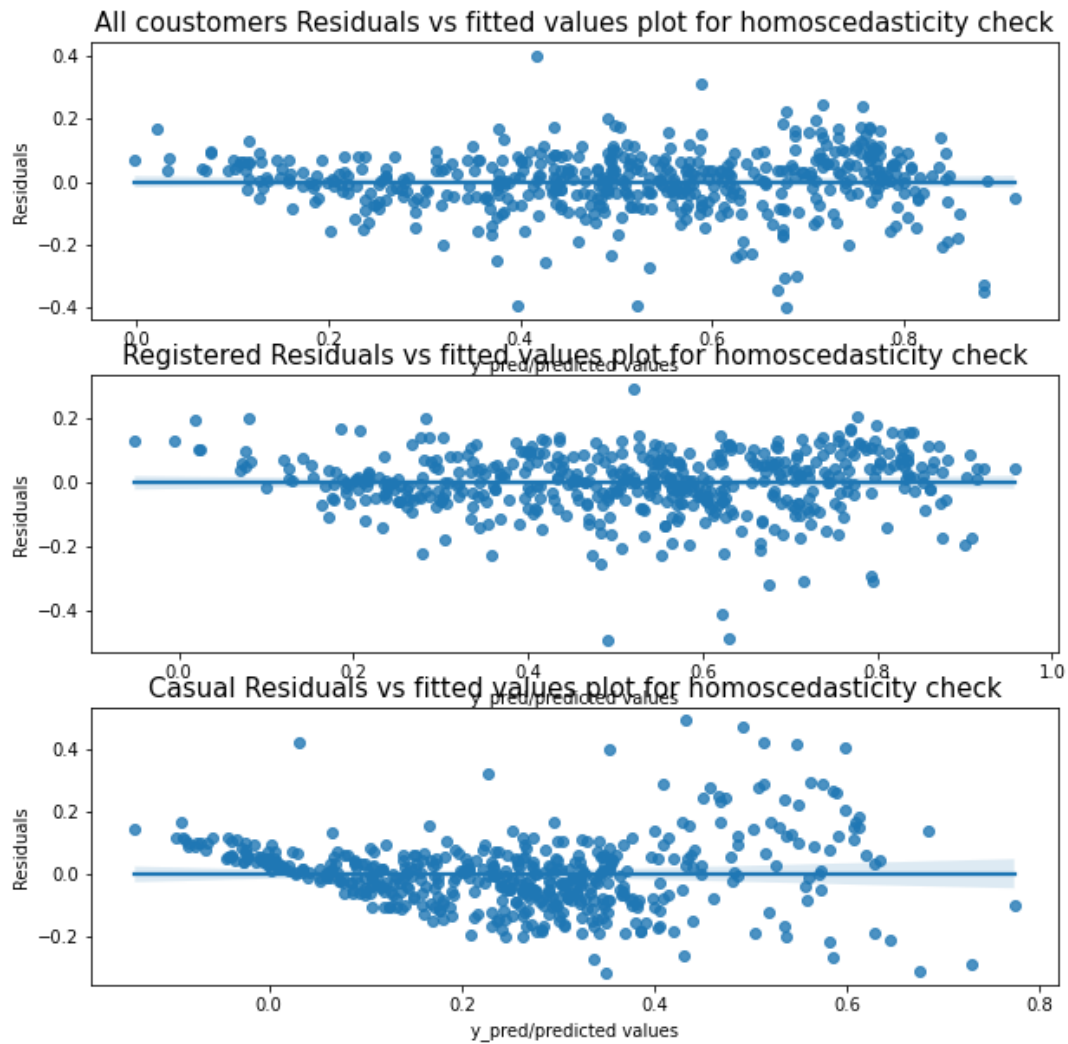 All coustomers Residuals vs fitted values plot for homoscedasticity check
0.4
0.2
0.0
−0.2
−0.4
Residuals
0.0 0.2 0.4 0.6 0.8
y_pred/predicted values
Registered Residuals vs fitted values plot for homoscedasticity check
0.2
0.0
−0.2
−0.4
Residuals
0.0 0.2 0.4 0.6 0.8 1.0
y_pred/predicted values
Casual Residuals vs fitted values plot for homoscedasticity check
0.4
0.2
0.0
−0.2
Residuals
0.0 0.2 0.4 0.6 0.8
y_pred/predicted values